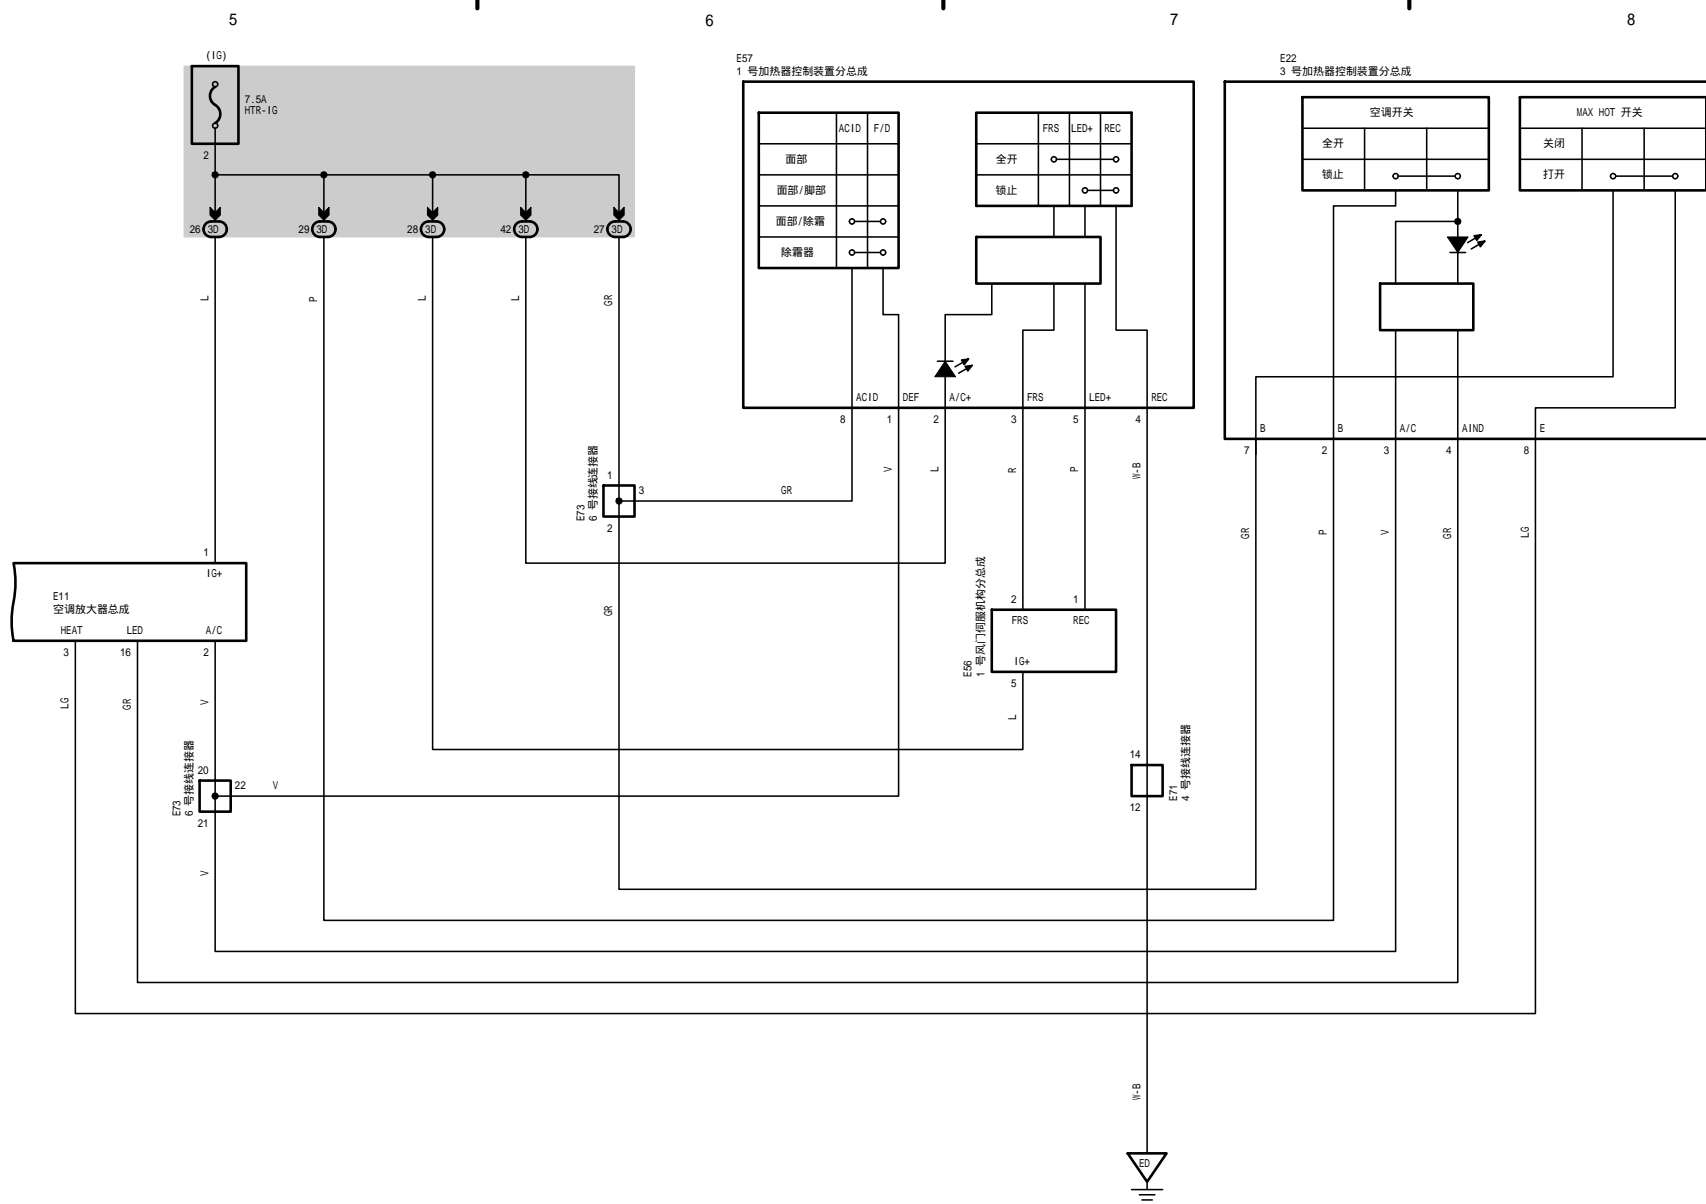 5
6
7
8
(IG)
7.5A
HTR-IG
2
26 3D
29 3D
28 3D
42 3D
27 3D
L
P
L
L
GR
E57
1 号加热器控制装置分总成
ACID F/D
面部
面部/脚部
面部/除霜
除霜器
FRS LED+ REC
全开
锁止
ACID
DEF
A/C+
FRS
LED+
REC
8
1
2
3
5
4
E22
3 号加热器控制装置分总成
空调开关
全开
锁止
MAX HOT 开关
关闭
打开
B
B
A/C
AIND
E
7
2
3
4
8
V
L
R
P
W-B
GR
P
V
GR
LG
E73
6 号接线连接器
1
3
2
GR
GR
1
IG+
E11
空调放大器总成
HEAT
LED
A/C
3
16
2
LG
GR
V
E56
1 号风门伺服机构分总成
2
1
FRS
REC
IG+
5
L
E73
6 号接线连接器
20
22
V
21
V
14
12
E71
4 号接线连接器
W-B
ED